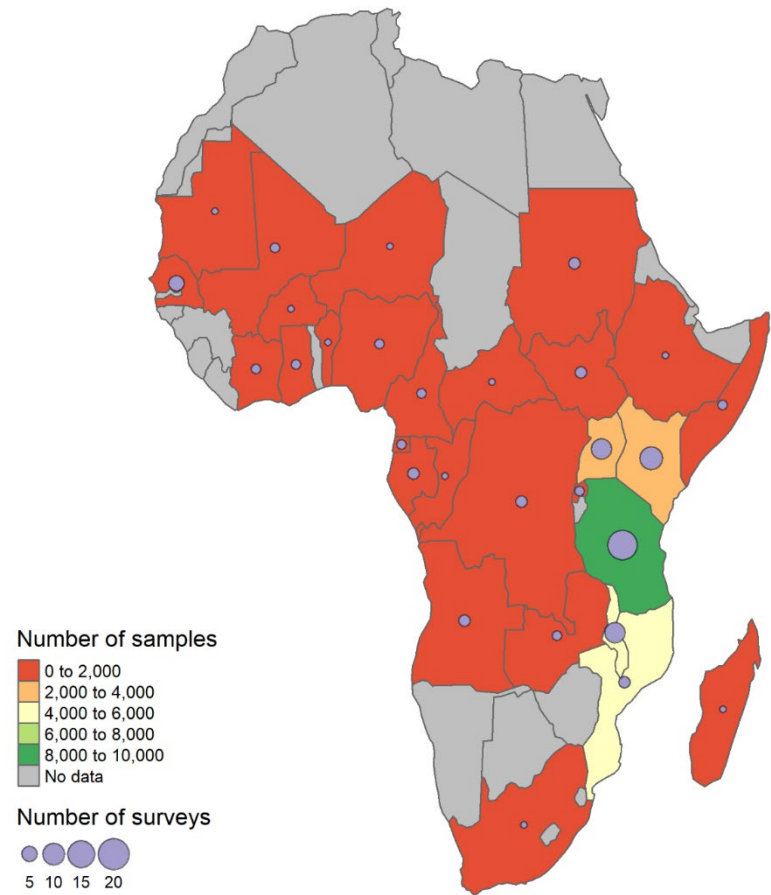 Number of samples
0 to 2,000
2,000 to 4,000
4,000 to 6,000
6,000 to 8,000
8,000 to 10,000
No data
Number of surveys
5 10 15 20